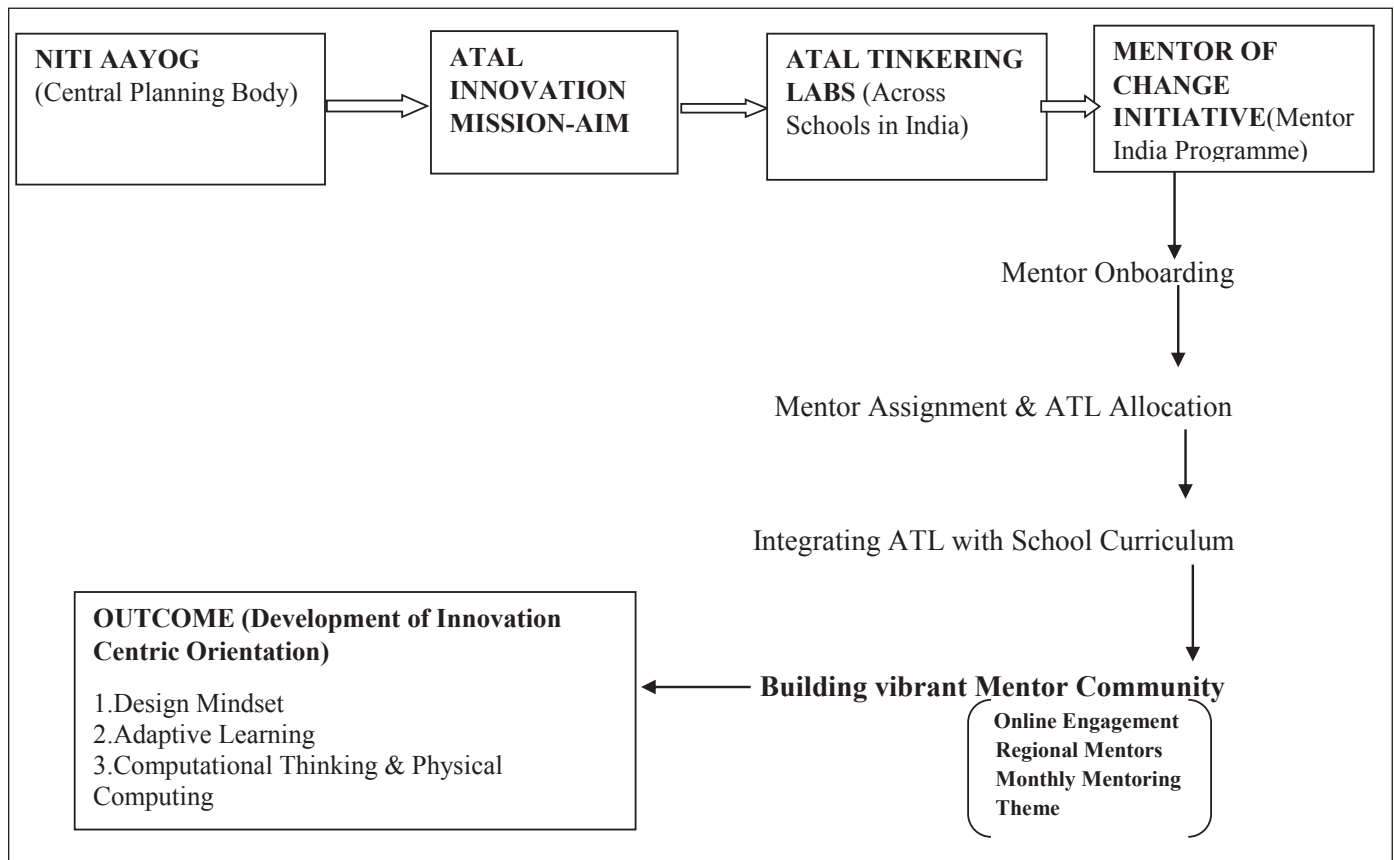 NITI AAYOG
(Central Planning Body)
ATAL
INNOVATION
MISSION-AIM
ATAL TINKERING
LABS (Across
Schools in India)
MENTOR OF
CHANGE
INITIATIVE(Mentor
India Programme)
Mentor Onboarding
Mentor Assignment & ATL Allocation
Integrating ATL with School Curriculum
Building vibrant Mentor Community
Online Engagement
Regional Mentors
Monthly Mentoring
Theme
OUTCOME (Development of Innovation
Centric Orientation)
1.Design Mindset
2.Adaptive Learning
3.Computational Thinking & Physical
Computing